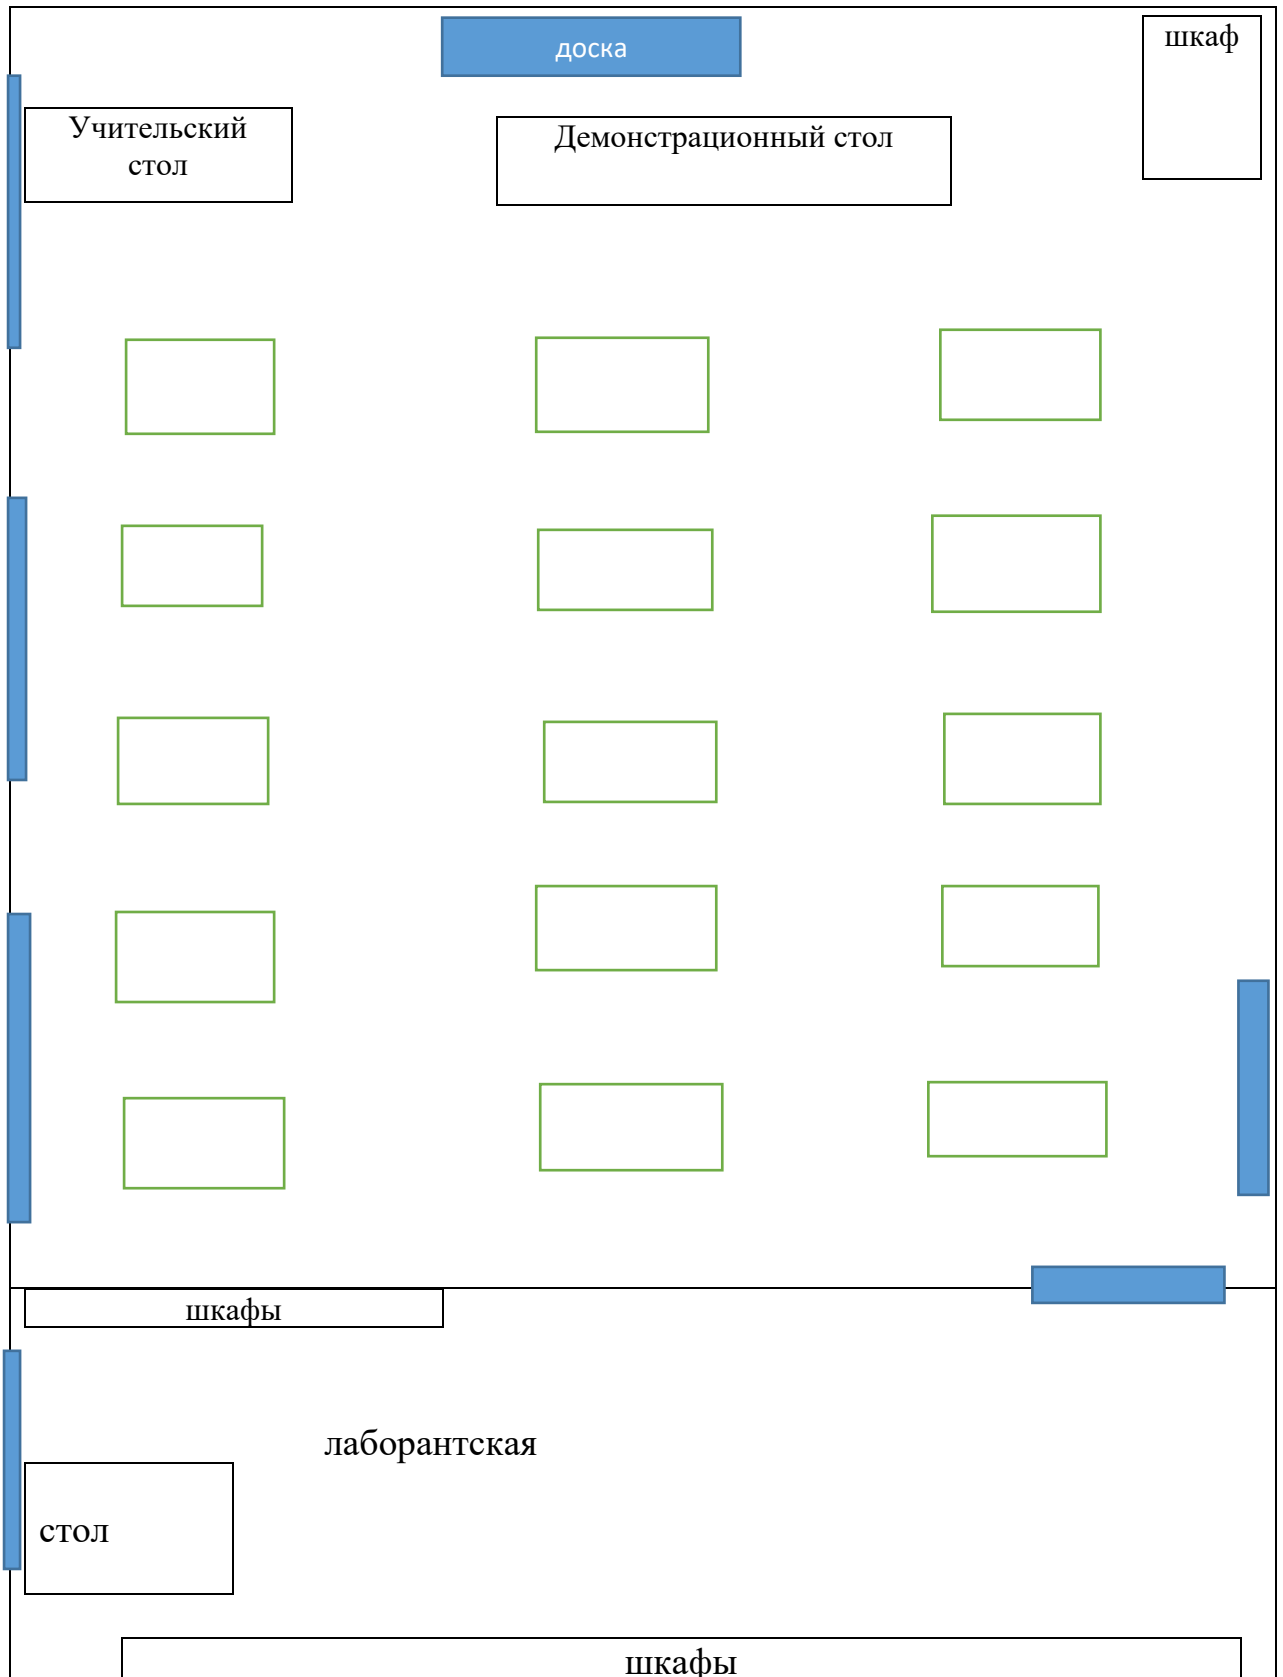 доска
шкаф
Учительский
стол
Демонстрационный стол
шкафы
лаборантская
стол
шкафы